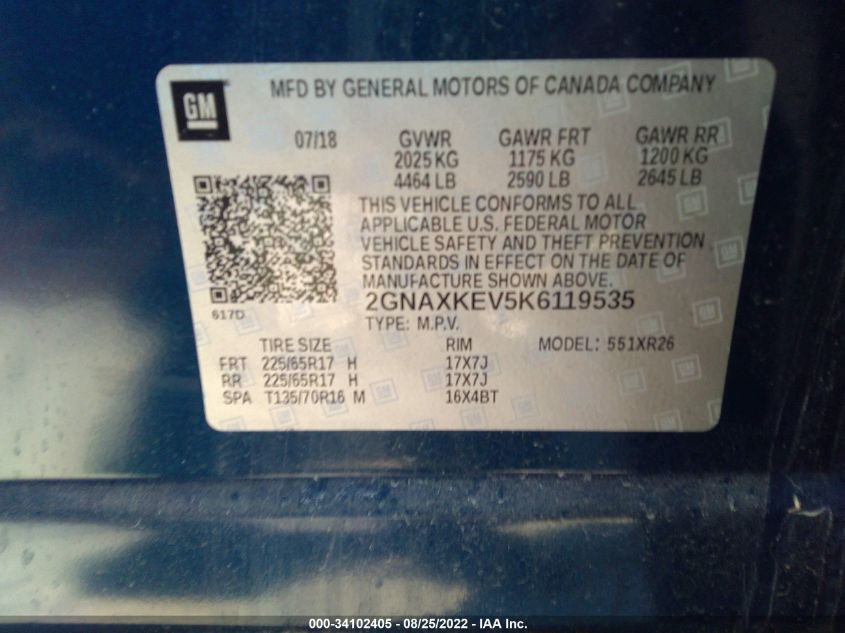 GM
MFD BY GENERAL MOTORS OF CANADA COMPANY
07/18 GVWR GAWR FRT GAWR RR
2025 KG 1175 KG 1200 KG
4464 LB 2590 LB 2645 LB
THIS VEHICLE CONFORMS TO ALL
APPLICABLE U.S. FEDERAL MOTOR
VEHICLE SAFETY AND THEFT PREVENTION
STANDARDS IN EFFECT ON THE DATE OF
MANUFACTURE SHOWN ABOVE.
617D 2GNAXKEV5K6119535
TYPE: M.P.V.
TIRE SIZE RIM MODEL: 551XR26
FRT 225/65R17 H 17X7J
RR 225/65R17 H 17X7J
SPA T135/70R16 M 16X4BT
000-34102405 - 08/25/2022 - IAA Inc.